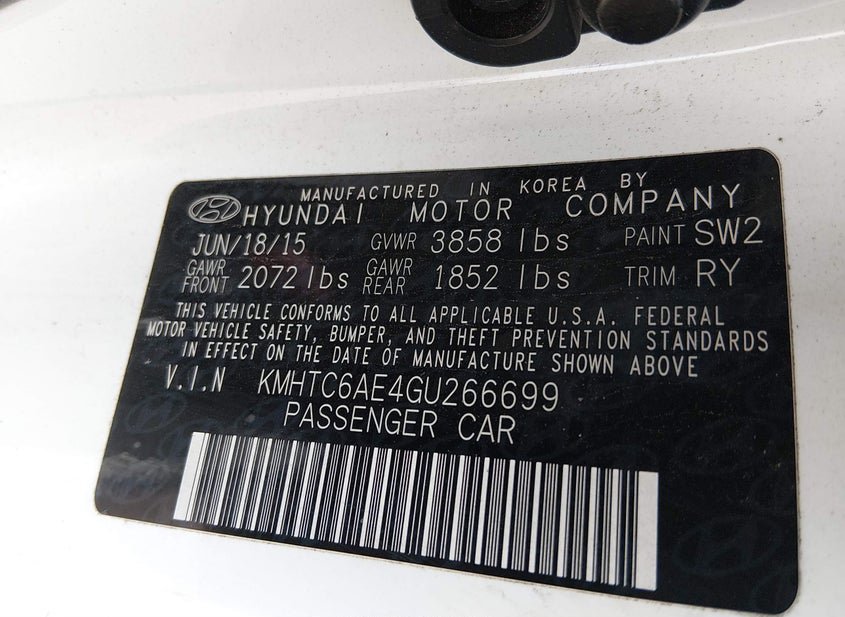 MANUFACTURED IN KOREA BY
HYUNDAI MOTOR COMPANY
JUN/18/15 GVWR 3858 lbs PAINT SW2
GAWR FRONT 2072 lbs GAWR REAR 1852 lbs TRIM RY
THIS VEHICLE CONFORMS TO ALL APPLICABLE U.S.A. FEDERAL
MOTOR VEHICLE SAFETY, BUMPER, AND THEFT PREVENTION STANDARDS
IN EFFECT ON THE DATE OF MANUFACTURE SHOWN ABOVE
V.I.N KMHTC6AE4GU266699
PASSENGER CAR